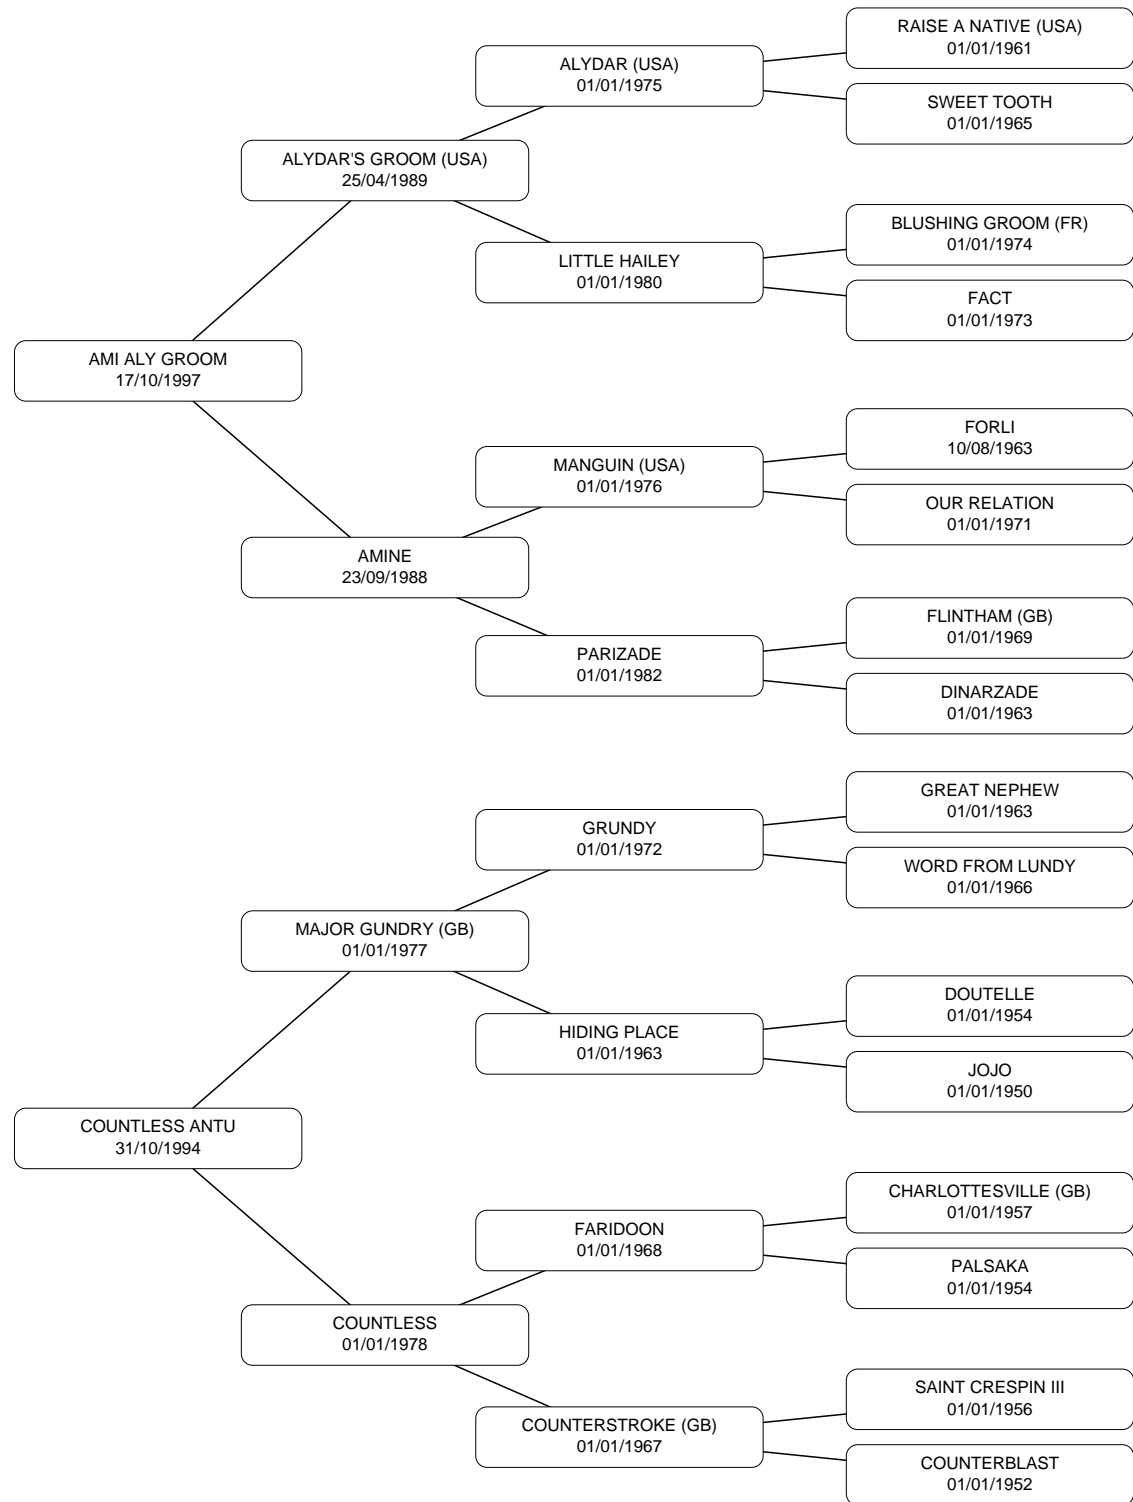 RAISE A NATIVE (USA)
01/01/1961
ALYDAR (USA)
01/01/1975
SWEET TOOTH
01/01/1965
ALYDAR'S GROOM (USA)
25/04/1989
BLUSHING GROOM (FR)
01/01/1974
LITTLE HAILEY
01/01/1980
FACT
01/01/1973
AMI ALY GROOM
17/10/1997
FORLI
10/08/1963
MANGUIN (USA)
01/01/1976
OUR RELATION
01/01/1971
AMINE
23/09/1988
FLINTHAM (GB)
01/01/1969
PARIZADE
01/01/1982
DINARZADE
01/01/1963
GREAT NEPHEW
01/01/1963
GRUNDY
01/01/1972
WORD FROM LUNDY
01/01/1966
MAJOR GUNDRY (GB)
01/01/1977
DOUTELLE
01/01/1954
HIDING PLACE
01/01/1963
JOJO
01/01/1950
COUNTLESS ANTU
31/10/1994
CHARLOTTESVILLE (GB)
01/01/1957
FARIDOON
01/01/1968
PALSAKA
01/01/1954
COUNTLESS
01/01/1978
SAINT CRESPIN III
01/01/1956
COUNTERSTROKE (GB)
01/01/1967
COUNTERBLAST
01/01/1952